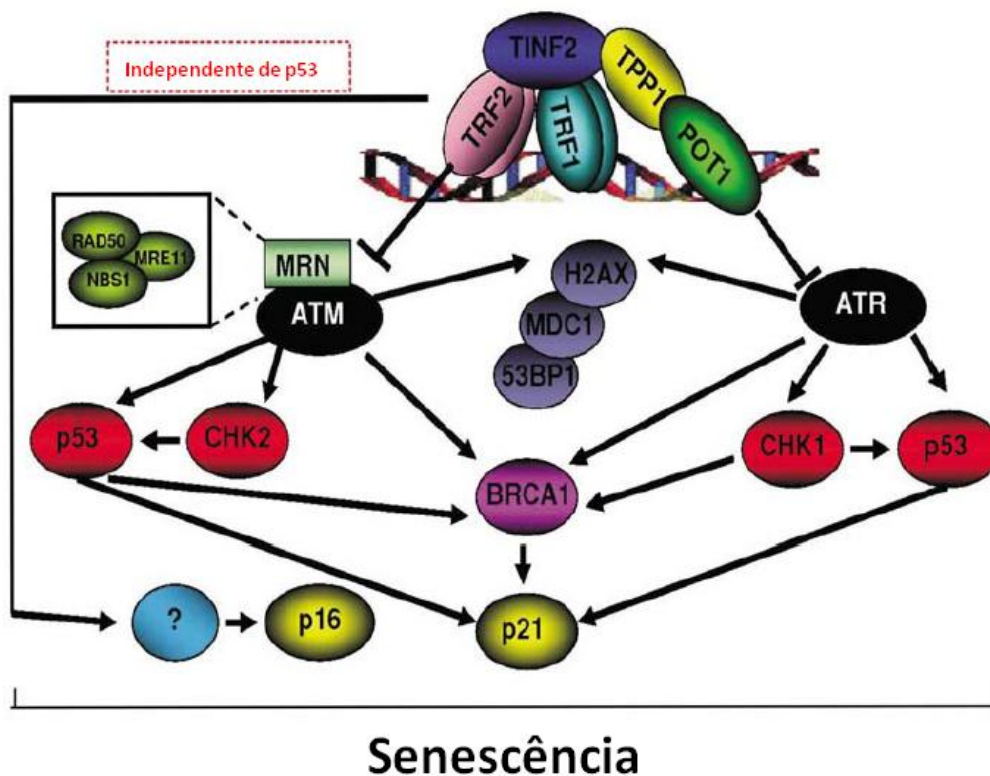 Independente de p53
TINF2
TPP1
TRF2
TRF1
POT1
RAD50
MRE11
NBS1
MRN
ATM
H2AX
MDC1
53BP1
ATR
p53
CHK2
CHK1
p53
BRCA1
?
p16
p21
Senescência